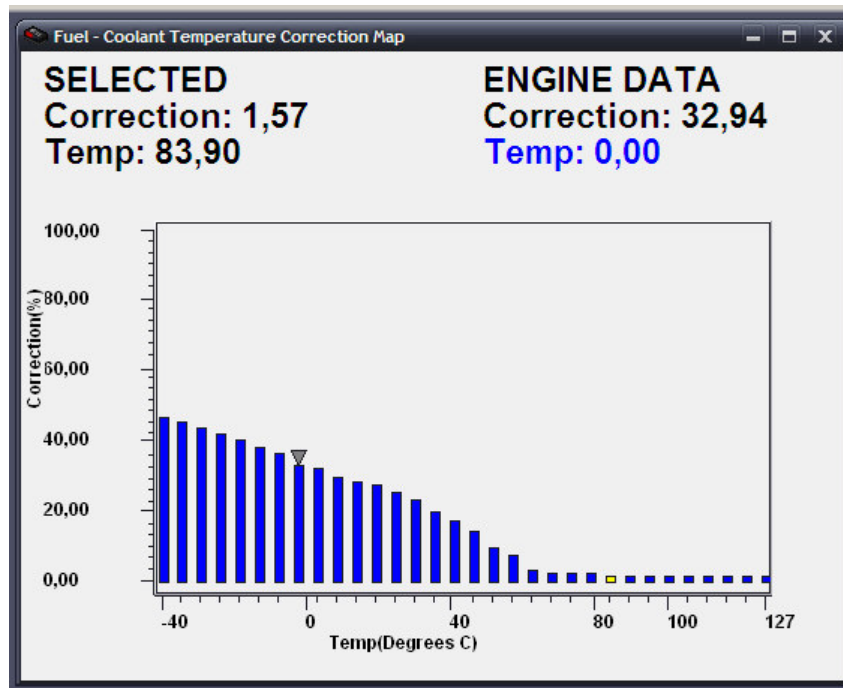 Fuel - Coolant Temperature Correction Map
SELECTED
Correction: 1,57
Temp: 83,90
ENGINE DATA
Correction: 32,94
Temp: 0,00
100,00
80,00
60,00
40,00
20,00
0,00
Correction(%)
-40 0 40 80 100 127
Temp(Degrees C)